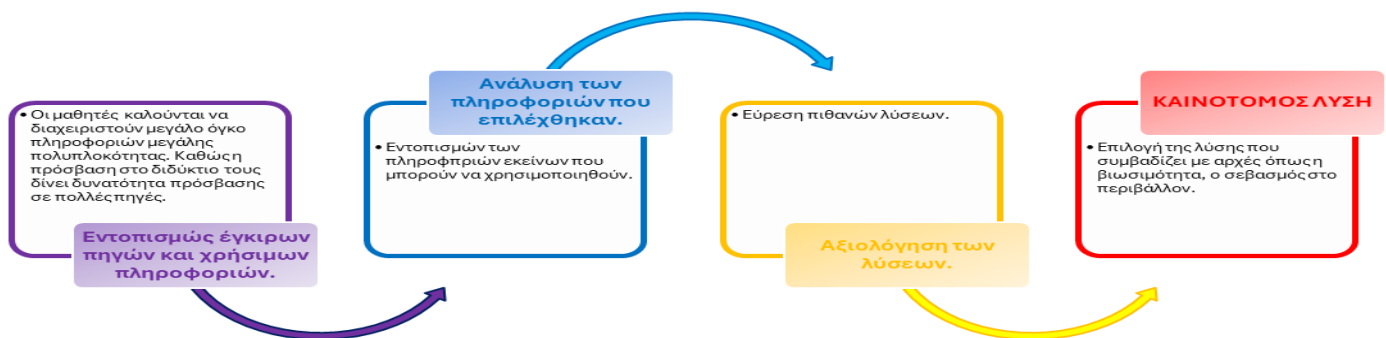 • Οι μαθητές καλούνται να
διαχειριστούν μεγάλο όγκο
πληροφοριών μεγάλης
πολυπλοκότητας. Καθώς η
πρόσβαση στο διδύκτιο τους
δίνει δυνατότητα πρόσβασης
σε πολλές πηγές.
Εντοπισμώς έγκιρων
πηγών και χρήσιμων
πληροφοριών.
Ανάλυση των
πληροφοριών που
επιλέχθηκαν.
• Εντοπισμών των
πληροφπριών εκείνων που
μπορούν να χρησιμοποιηθούν.
• Εύρεση πιθανών λύσεων.
Αξιολόγηση των
λύσεων.
ΚΑΙΝΟΤΟΜΟΣ ΛΥΣΗ
• Επιλογή της λύσης που
συμβαδίζει με αρχές όπως η
βιωσιμότητα, ο σεβασμός στο
περιβάλλον.